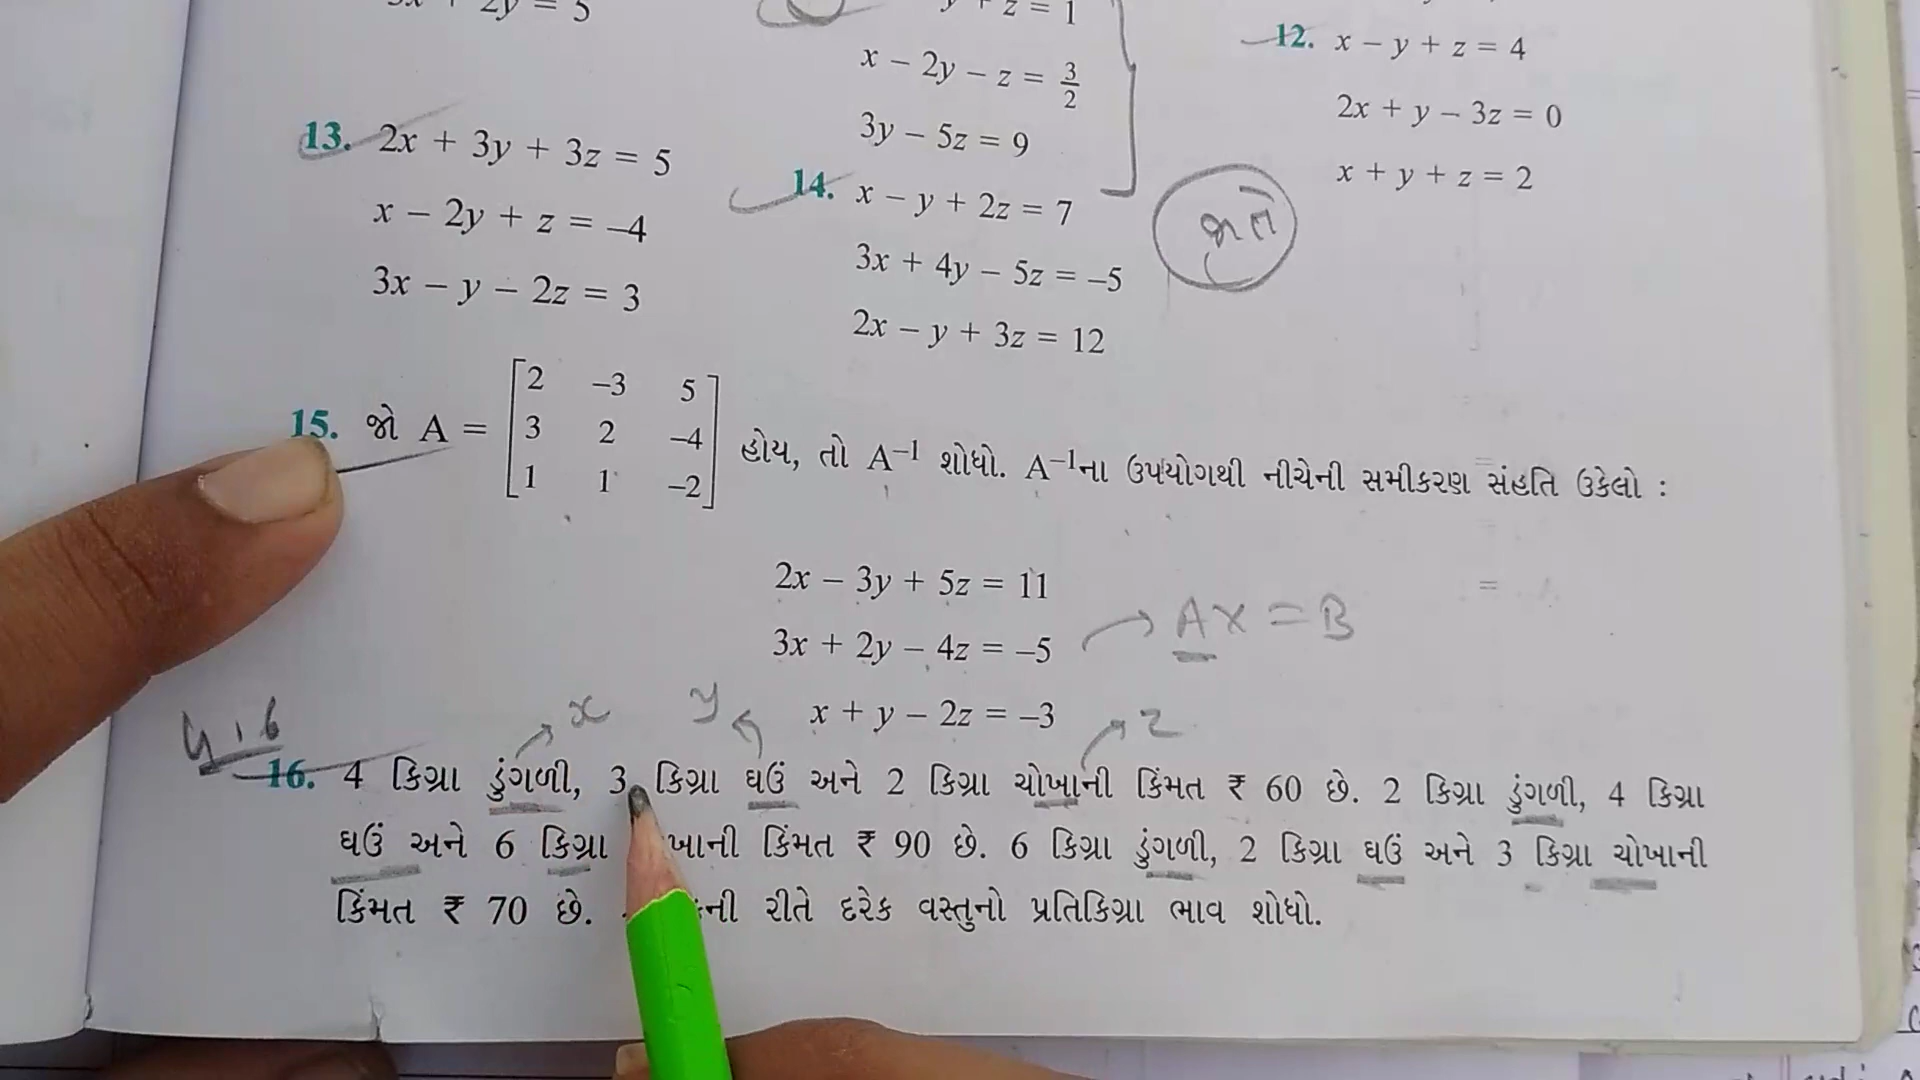 y + z = 1
x – 2y – z = 3/2
3y – 5z = 9
12. x – y + z = 4
2x + y – 3z = 0
x + y + z = 2
13. 2x + 3y + 3z = 5
x – 2y + z = –4
3x – y – 2z = 3
14. x – y + 2z = 7
3x + 4y – 5z = –5
2x – y + 3z = 12
15. જો A = [2 –3 5
3 2 –4
1 1 –2] હોય, તો A⁻¹ શોધો. A⁻¹ના ઉપયોગથી નીચેની સમીકરણ સંહતિ ઉકેલો :
2x – 3y + 5z = 11
3x + 2y – 4z = –5
AX = B
x + y – 2z = –3
x
y
z
16. 4 કિગ્રા ડુંગળી, 3 કિગ્રા ઘઉં અને 2 કિગ્રા ચોખાની કિંમત ₹ 60 છે. 2 કિગ્રા ડુંગળી, 4 કિગ્રા
ઘઉં અને 6 કિગ્રા ખાની કિંમત ₹ 90 છે. 6 કિગ્રા ડુંગળી, 2 કિગ્રા ઘઉં અને 3 કિગ્રા ચોખાની
કિંમત ₹ 70 છે. ની રીતે દરેક વસ્તુનો પ્રતિકિગ્રા ભાવ શોધો.